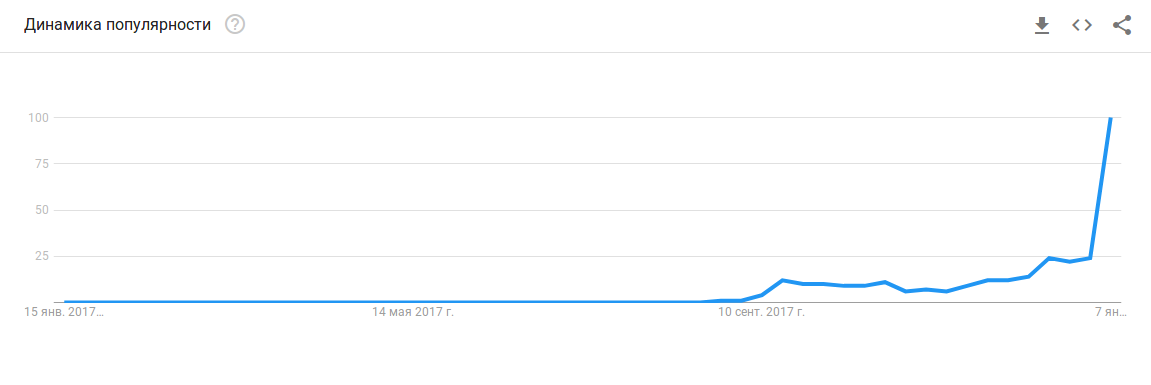 Динамика популярности ?
100
75
50
25
15 янв. 2017…
14 мая 2017 г.
10 сент. 2017 г.
7 ян…